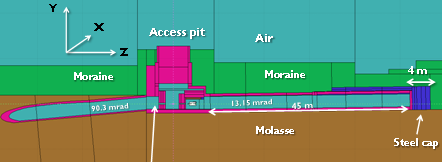 Y
X
Z
Access pit
Air
Moraine
Moraine
4 m
90.3 mrad
13.15 mrad
45 m
Molasse
Steel cap